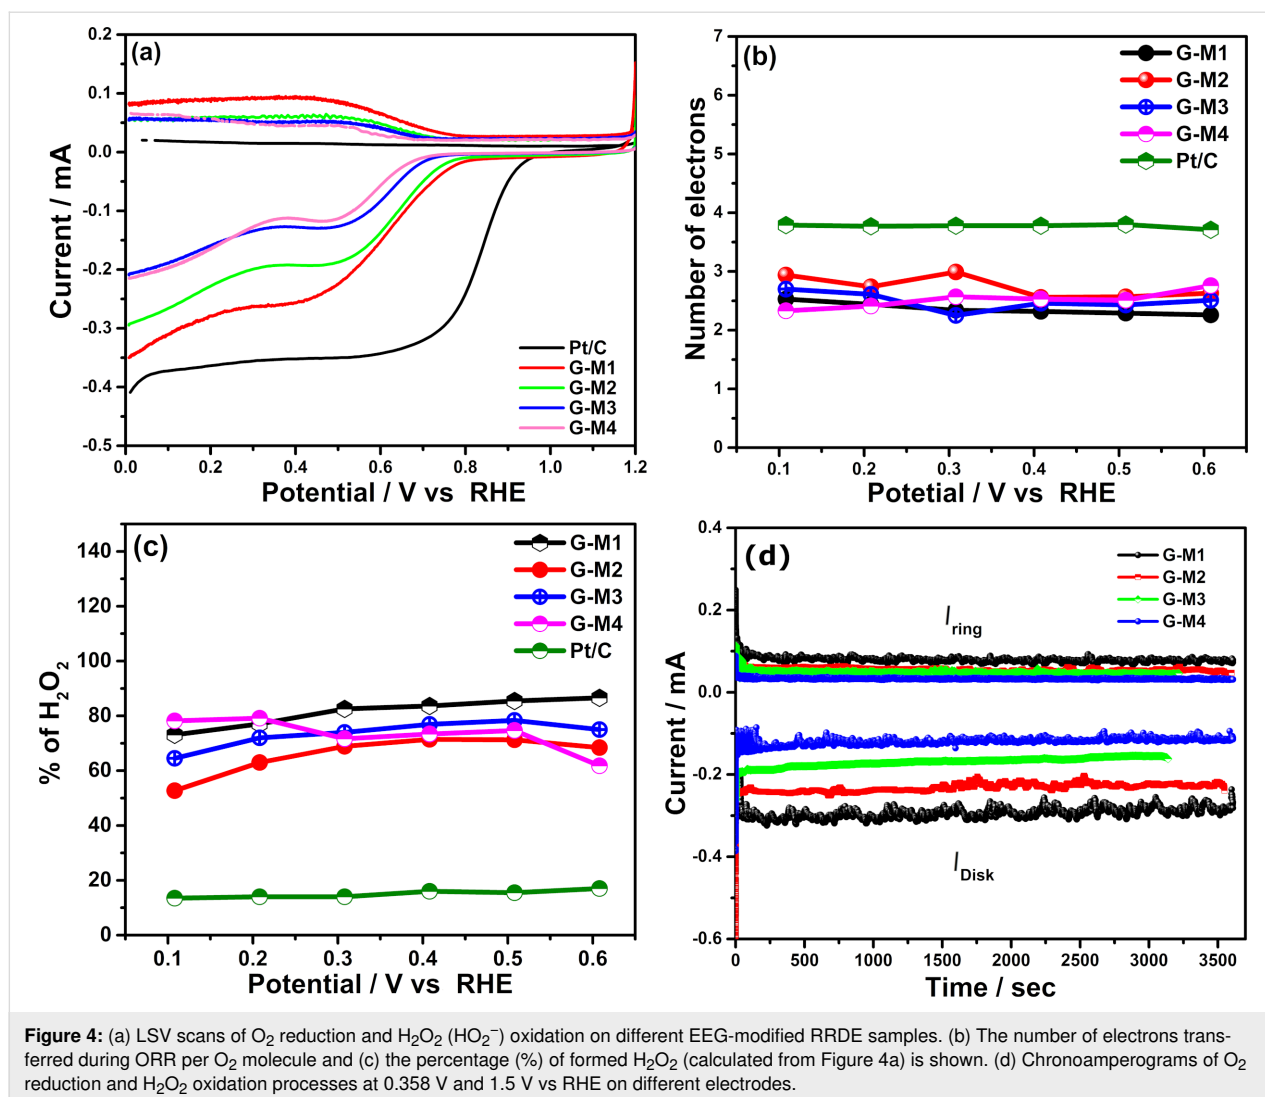 (a)
0.2
0.1
0.0
-0.1
-0.2
-0.3
-0.4
-0.5
Current / mA
Pt/C
G-M1
G-M2
G-M3
G-M4
0.0 0.2 0.4 0.6 0.8 1.0 1.2
Potential / V vs RHE
(b)
7
6
5
4
3
2
1
0
Number of electrons
G-M1
G-M2
G-M3
G-M4
Pt/C
0.1 0.2 0.3 0.4 0.5 0.6
Potetial / V vs RHE
(c)
140
120
100
80
60
40
20
0
% of H₂O₂
G-M1
G-M2
G-M3
G-M4
Pt/C
0.1 0.2 0.3 0.4 0.5 0.6
Potential / V vs RHE
(d)
0.4
0.2
0.0
-0.2
-0.4
-0.6
Current / mA
G-M1
G-M2
G-M3
G-M4
I ring
I Disk
0 500 1000 1500 2000 2500 3000 3500
Time / sec
Figure 4: (a) LSV scans of O₂ reduction and H₂O₂ (HO₂⁻) oxidation on different EEG-modified RRDE samples. (b) The number of electrons trans-
ferred during ORR per O₂ molecule and (c) the percentage (%) of formed H₂O₂ (calculated from Figure 4a) is shown. (d) Chronoamperograms of O₂
reduction and H₂O₂ oxidation processes at 0.358 V and 1.5 V vs RHE on different electrodes.